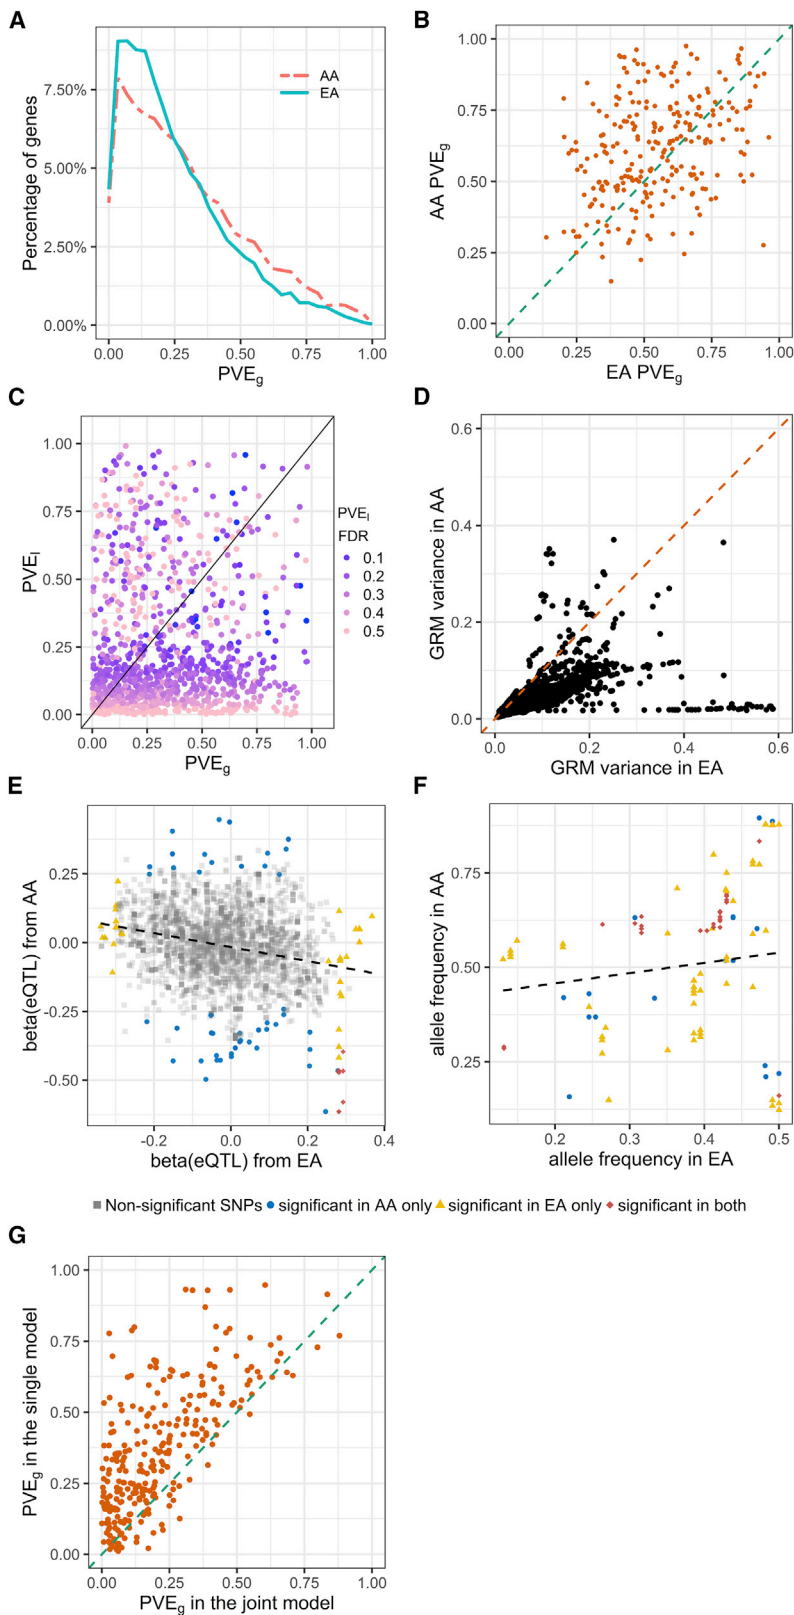 A
Percentage of genes
7.50%
5.00%
2.50%
0.00%
AA
EA
0.00 0.25 0.50 0.75 1.00
PVEg
B
AA PVEg
1.00
0.75
0.50
0.25
0.00
0.00 0.25 0.50 0.75 1.00
EA PVEg
C
PVEl
1.00
0.75
0.50
0.25
0.00
0.00 0.25 0.50 0.75 1.00
PVEg
PVEl
FDR
0.1
0.2
0.3
0.4
0.5
D
GRM variance in AA
0.6
0.4
0.2
0.0
0.0 0.2 0.4 0.6
GRM variance in EA
E
beta(eQTL) from AA
0.25
0.00
-0.25
-0.50
-0.2 0.0 0.2 0.4
beta(eQTL) from EA
F
allele frequency in AA
0.75
0.50
0.25
0.2 0.3 0.4 0.5
allele frequency in EA
Non-significant SNPs significant in AA only significant in EA only significant in both
G
PVEg in the single model
1.00
0.75
0.50
0.25
0.00
0.00 0.25 0.50 0.75 1.00
PVEg in the joint model